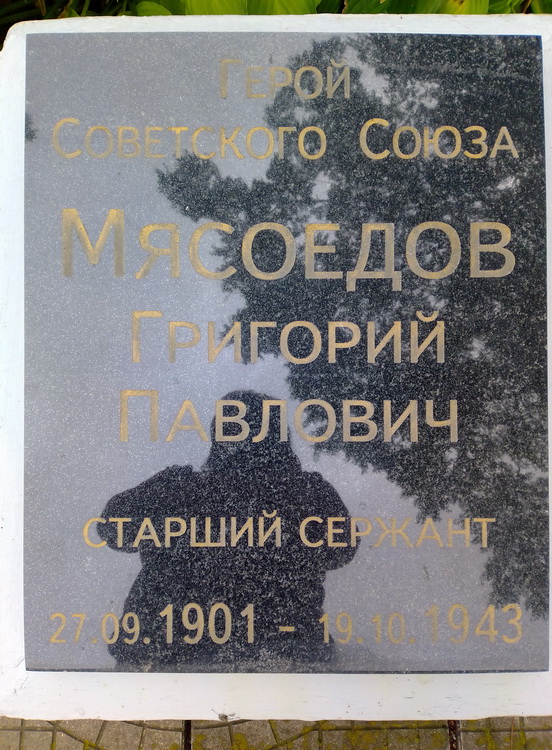 Герой
Советского Союза
Мясоедов
Григорий
Павлович
старший сержант
27.09.1901 - 19.10.1943